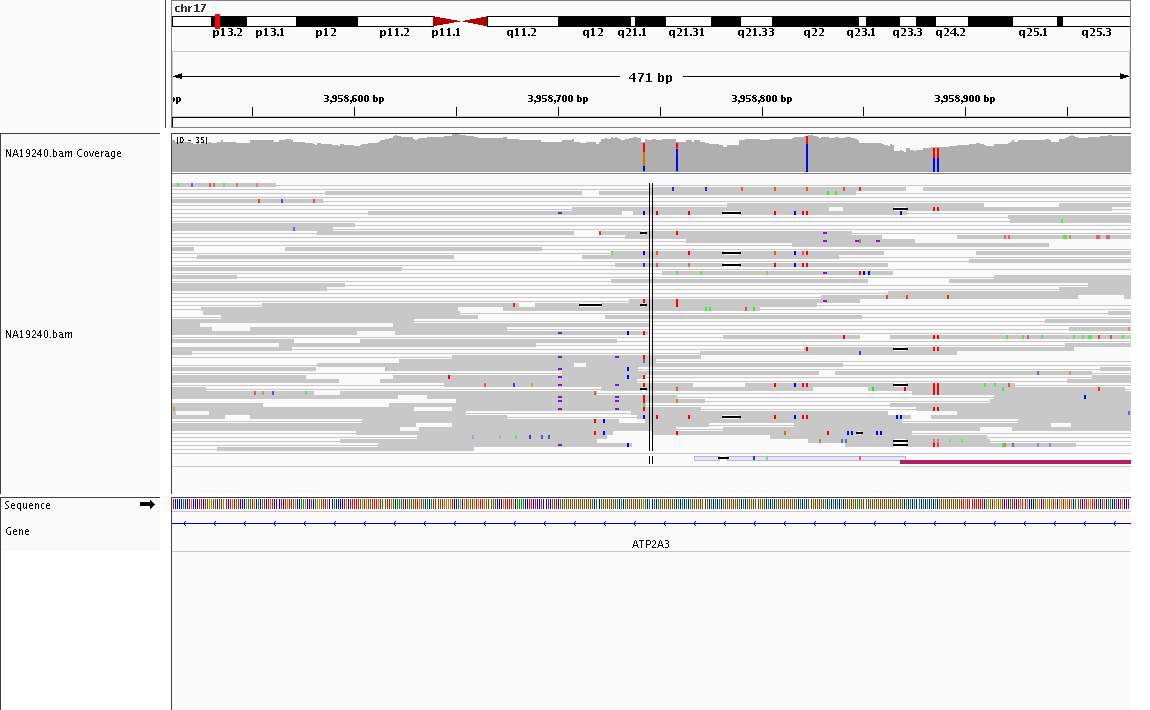 chr17
p13.2 p13.1 p12 p11.2 p11.1 q11.2 q12 q21.1 q21.31 q21.33 q22 q23.1 q23.3 q24.2 q25.1 q25.3
471 bp
3,958,600 bp 3,958,700 bp 3,958,800 bp 3,958,900 bp
[0 - 35]
NA19240.bam Coverage
NA19240.bam
Sequence
Gene
ATP2A3